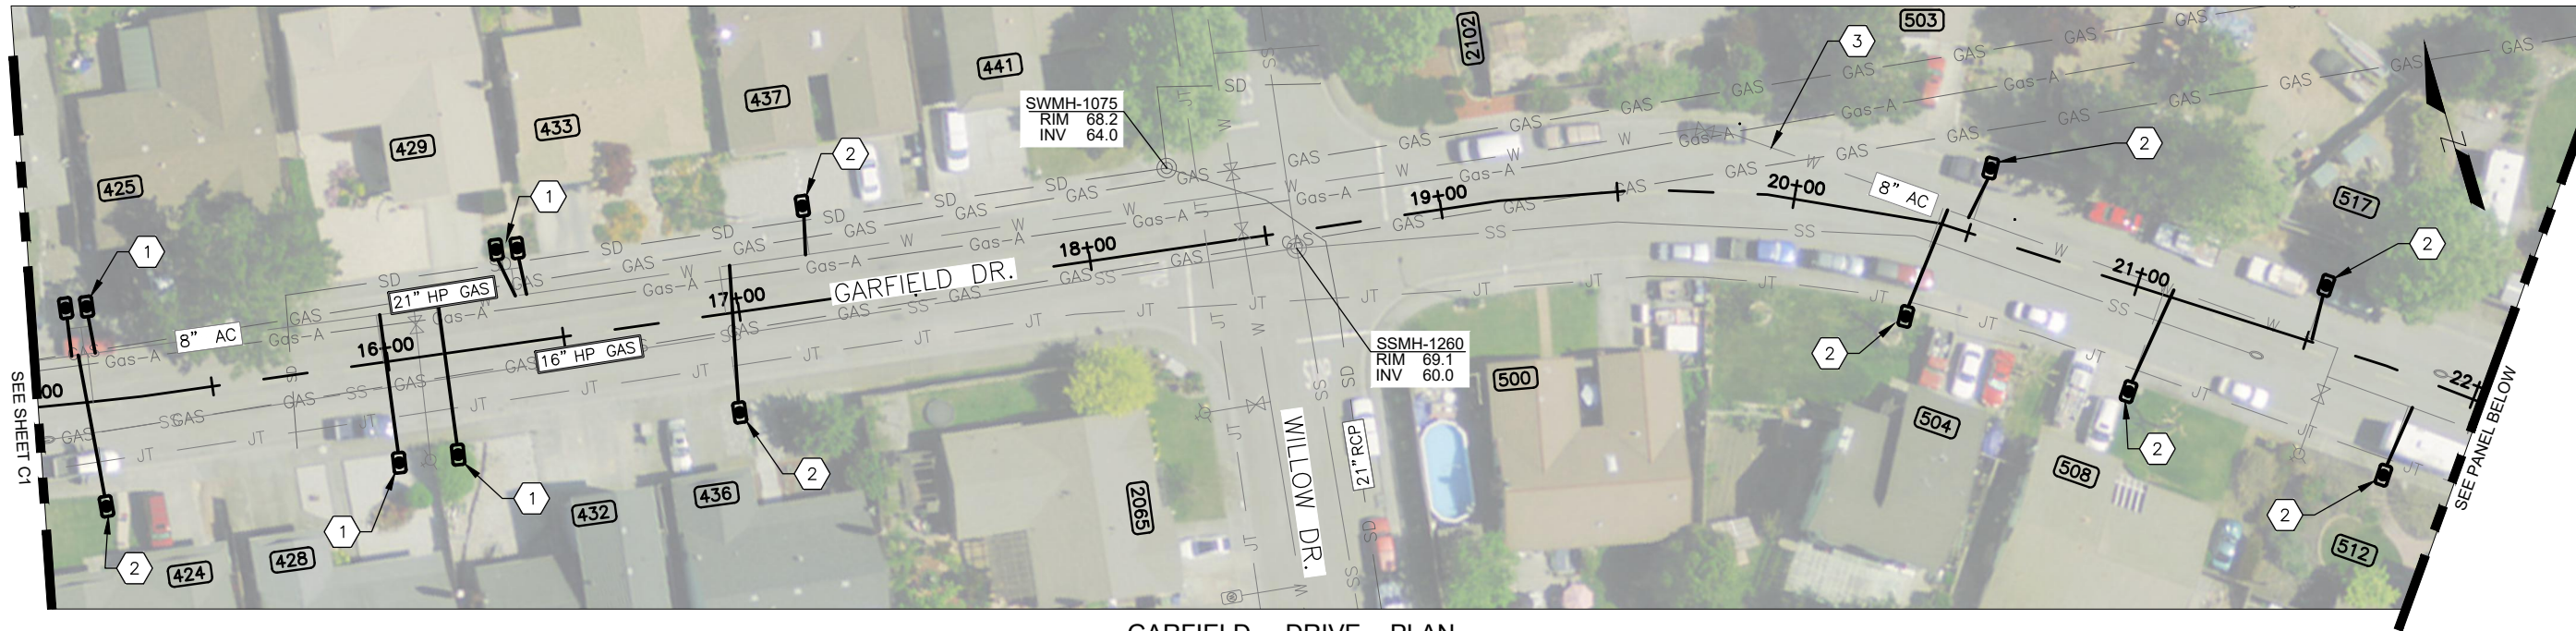 503
2102
3
441
SWMH-1075
RIM 68.2
INV 64.0
437
433
429
425
2
2
1
1
2
517
SD
JT
W
SS
GAS
Gas-A
8" AC
21" HP GAS
16" HP GAS
GARFIELD DR.
00
16+00
17+00
18+00
19+00
20+00
8" AC
21+00
22+
SSMH-1260
RIM 69.1
INV 60.0
SEE SHEET C1
SEE PANEL BELOW
WILLOW DR.
21"RCP
2
2
2
2
1
1
2
500
504
508
512
2065
436
432
428
424
GARFIELD DRIVE PLAN